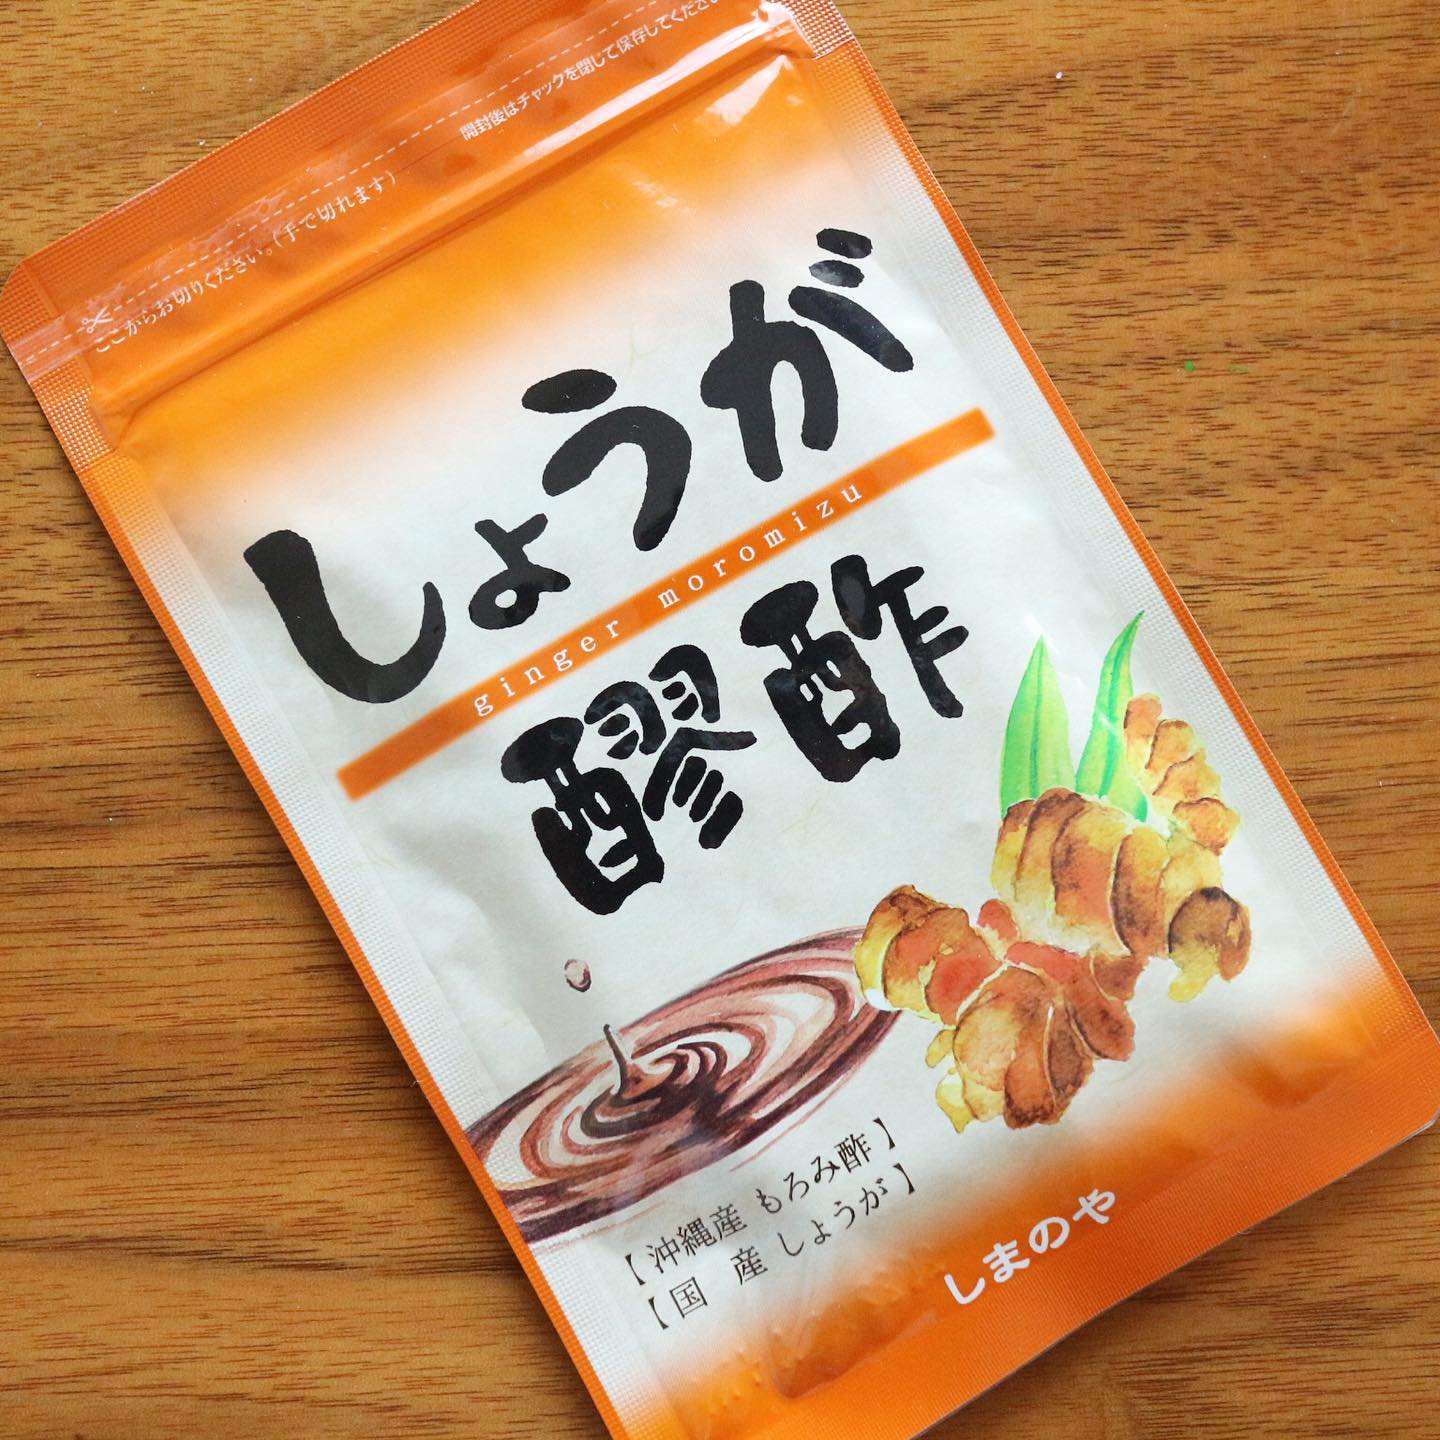 開封後はチャックを閉じて保存してください
ここからお切りください。(手で切れます)
しょうが
ginger moromizu
醪酢
【沖縄産 もろみ酢】
【国 産 しょうが】
しまのや